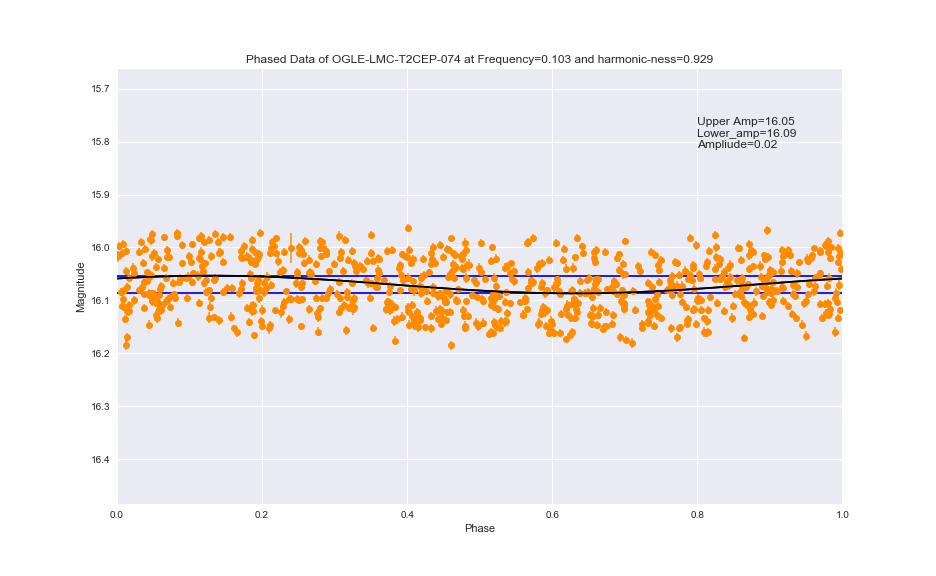 Phased Data of OGLE-LMC-T2CEP-074 at Frequency=0.103 and harmonic-ness=0.929
Upper Amp=16.05
Lower_amp=16.09
Ampliude=0.02
15.7
15.8
15.9
16.0
16.1
16.2
16.3
16.4
Magnitude
0.0 0.2 0.4 0.6 0.8 1.0
Phase